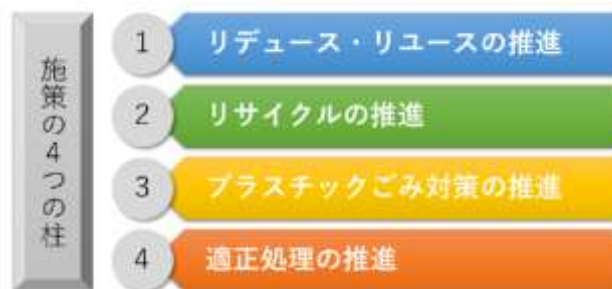 施策の4つの柱
1 リデュース・リユースの推進
2 リサイクルの推進
3 プラスチックごみ対策の推進
4 適正処理の推進